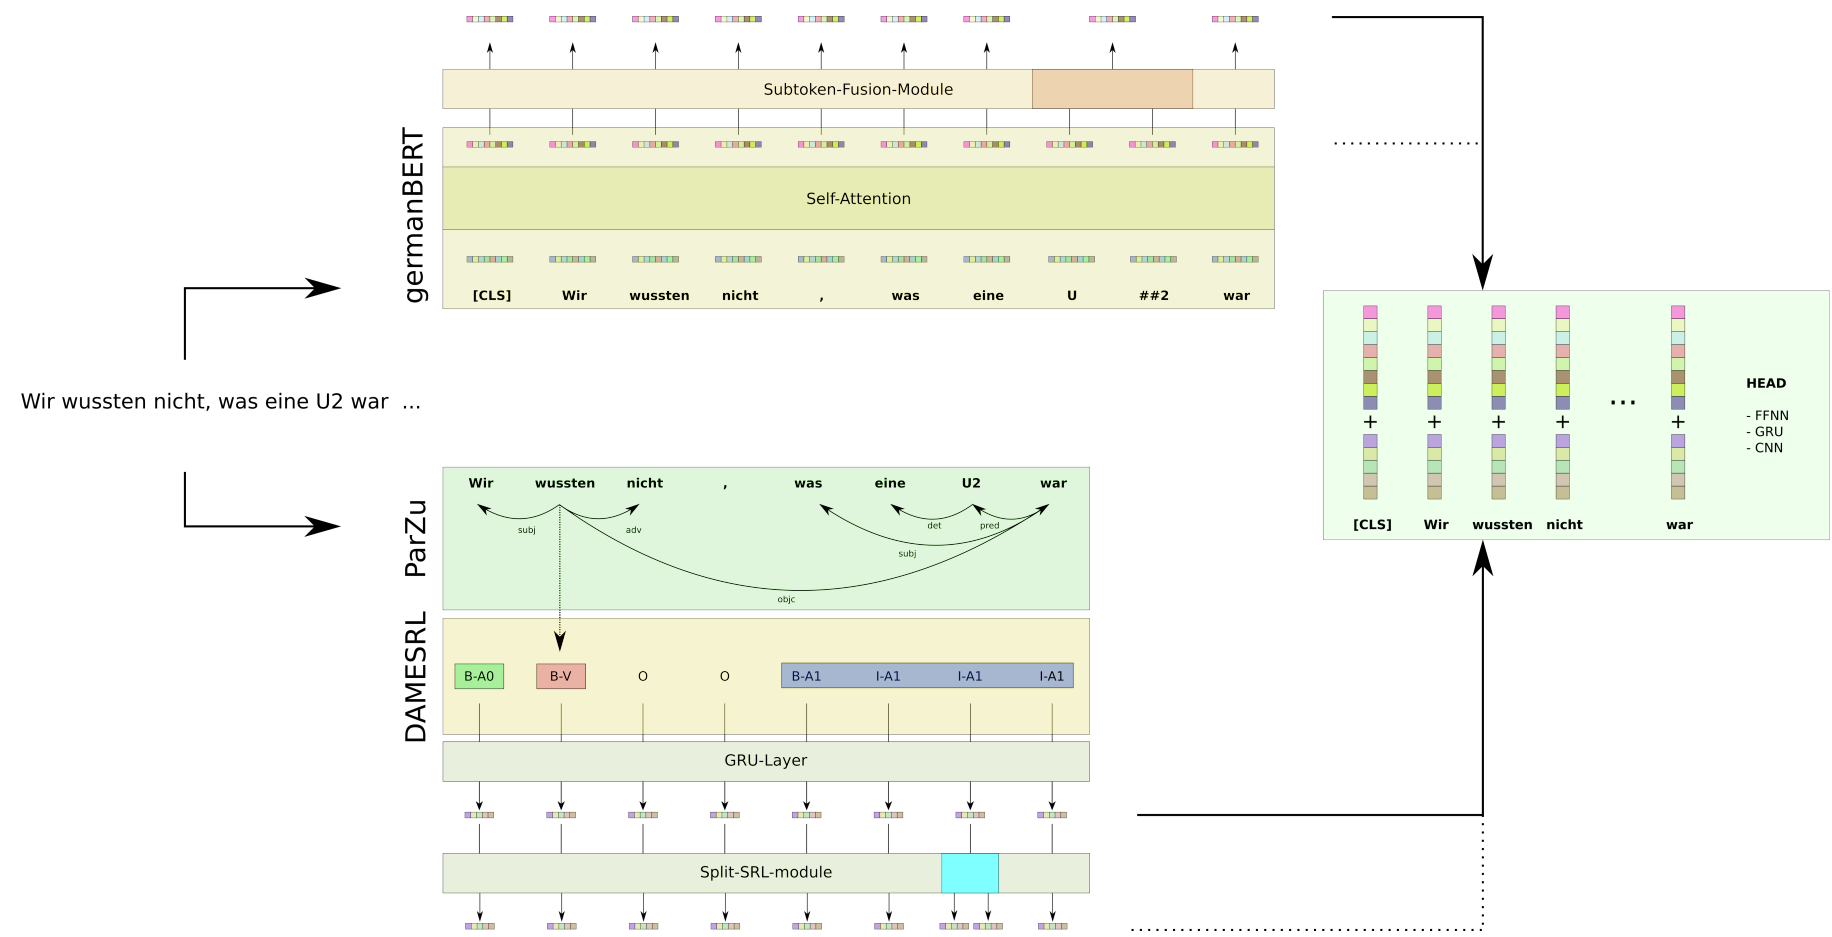 Subtoken-Fusion-Module
germanBERT
Self-Attention
[CLS] Wir wussten nicht , was eine U ##2 war
Wir wussten nicht, was eine U2 war ...
ParZu
Wir wussten nicht , was eine U2 war
subj adv det pred
subj
objc
DAMESRL
B-A0 B-V O O B-A1 I-A1 I-A1 I-A1
GRU-Layer
Split-SRL-module
+ + + + ... +
[CLS] Wir wussten nicht war
HEAD
- FFNN
- GRU
- CNN